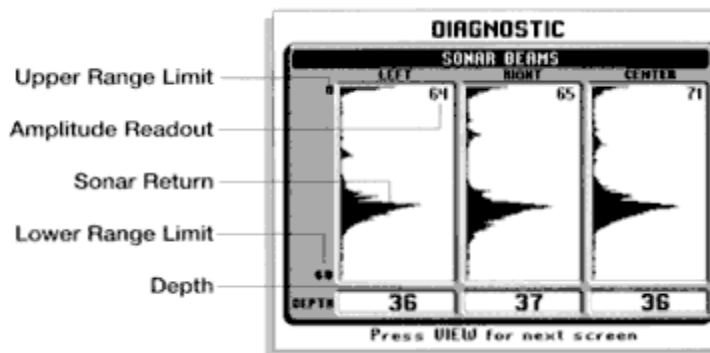 DIAGNOSTIC
SONAR BEAMS
LEFT RIGHT CENTER
Upper Range Limit
0 64 65 71
Amplitude Readout
Sonar Return
Lower Range Limit
60
Depth
DEPTH 36 37 36
Press VIEW for next screen